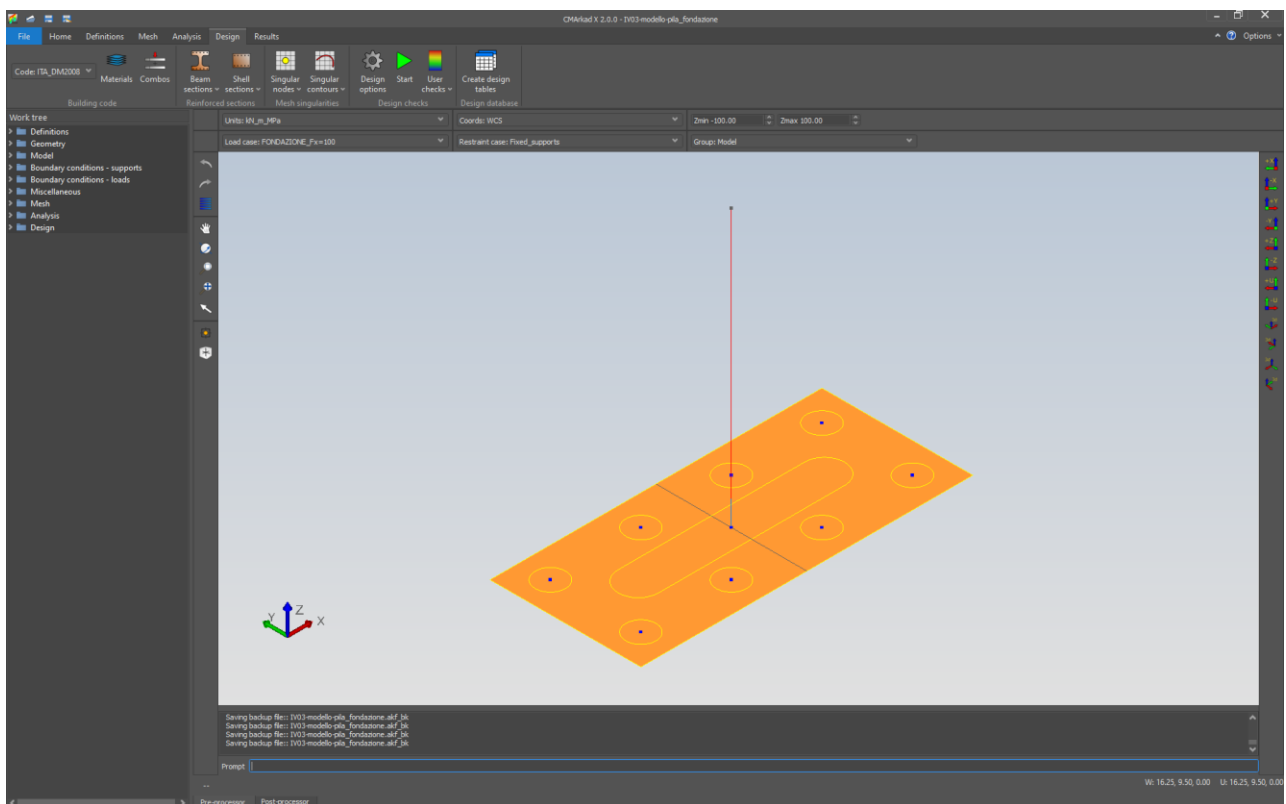 CMArkad X 2.0.0 - IV03-modello-pila_fondazione
File Home Definitions Mesh Analysis Design Results Options
Code: ITA_DM2008 Materials Combos Beam sections Shell sections Singular nodes Singular contours Design options Start User checks Create design tables
Building code Reinforced sections Mesh singularities Design checks Design database
Work tree
Definitions
Geometry
Model
Boundary conditions - supports
Boundary conditions - loads
Miscellaneous
Mesh
Analysis
Design
Units: kN_m_MPa Coords: WCS Zmin -100.00 Zmax 100.00
Load case: FONDAZIONE_Fx=100 Restraint case: Fixed_supports Group: Model
Y Z X
Saving backup file:: IV03-modello-pila_fondazione.akf_bk
Saving backup file:: IV03-modello-pila_fondazione.akf_bk
Saving backup file:: IV03-modello-pila_fondazione.akf_bk
Saving backup file:: IV03-modello-pila_fondazione.akf_bk
Prompt
-- W: 16.25, 9.50, 0.00 U: 16.25, 9.50, 0.00
Pre-processor Post-processor